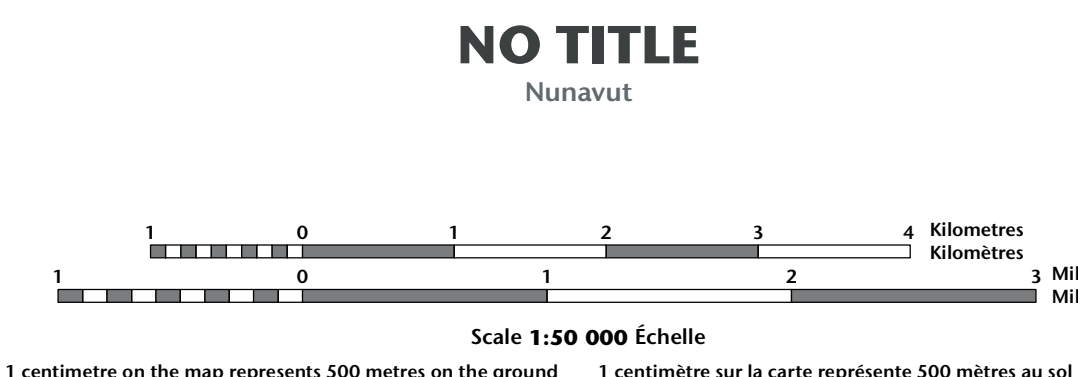 NO TITLE
Nunavut
1 0 1 2 3 4 Kilometres
Kilomètres
1 0 1 2 3 Mil
Mil
Scale 1:50 000 Échelle
1 centimetre on the map represents 500 metres on the ground 1 centimètre sur la carte représente 500 mètres au sol